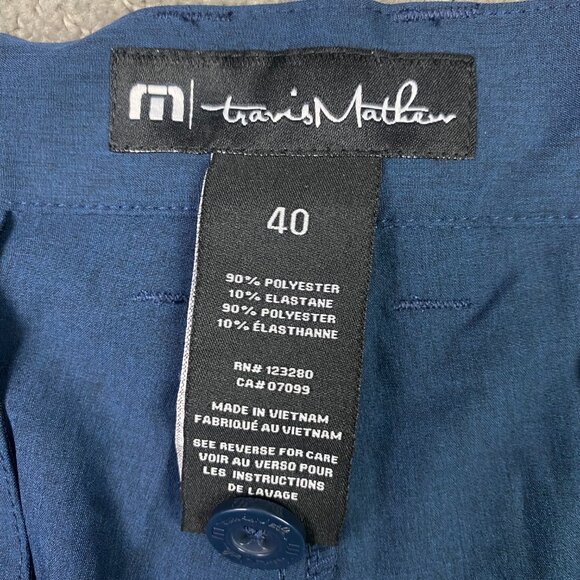 m | travisMathew
40
90% POLYESTER
10% ELASTANE
90% POLYESTER
10% ÉLASTHANNE
RN# 123280
CA# 07099
MADE IN VIETNAM
FABRIQUÉ AU VIETNAM
SEE REVERSE FOR CARE
VOIR AU VERSO POUR
LES INSTRUCTIONS
DE LAVAGE